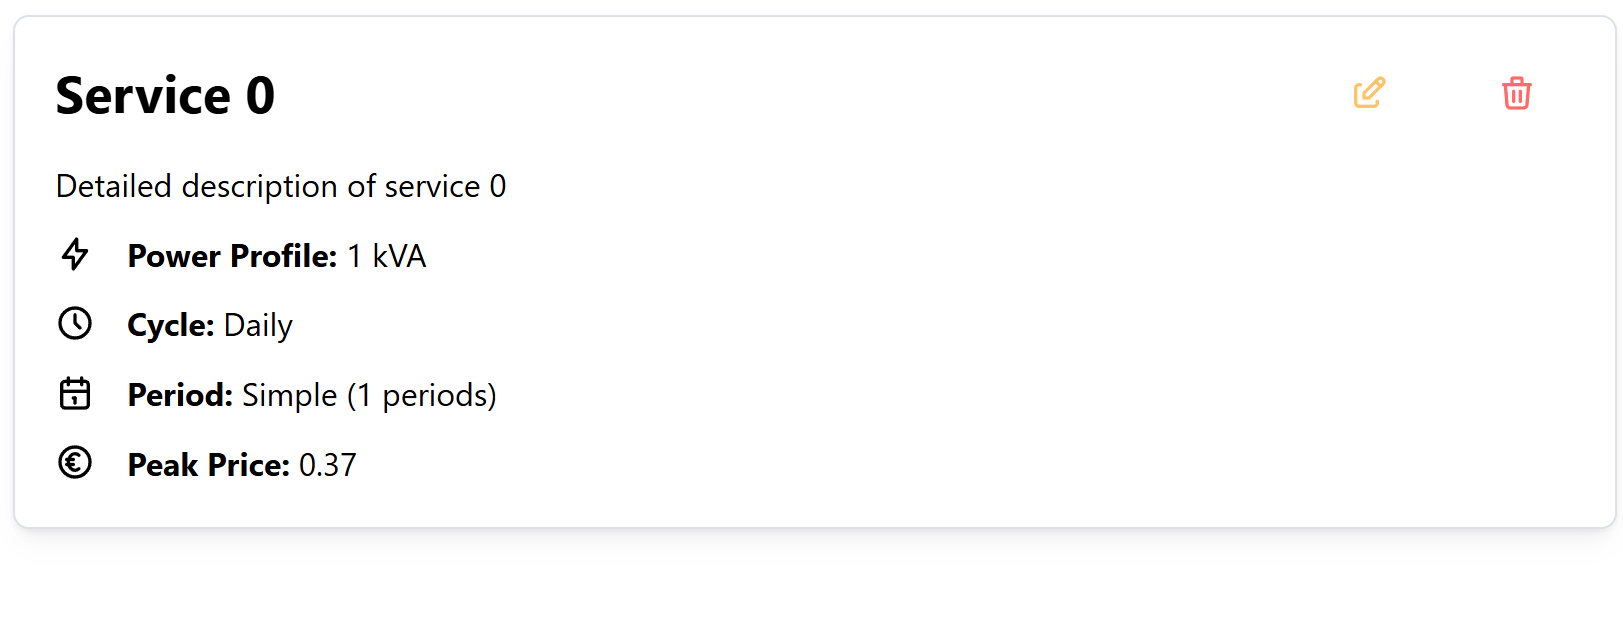 Service 0
Detailed description of service 0
Power Profile: 1 kVA
Cycle: Daily
Period: Simple (1 periods)
Peak Price: 0.37